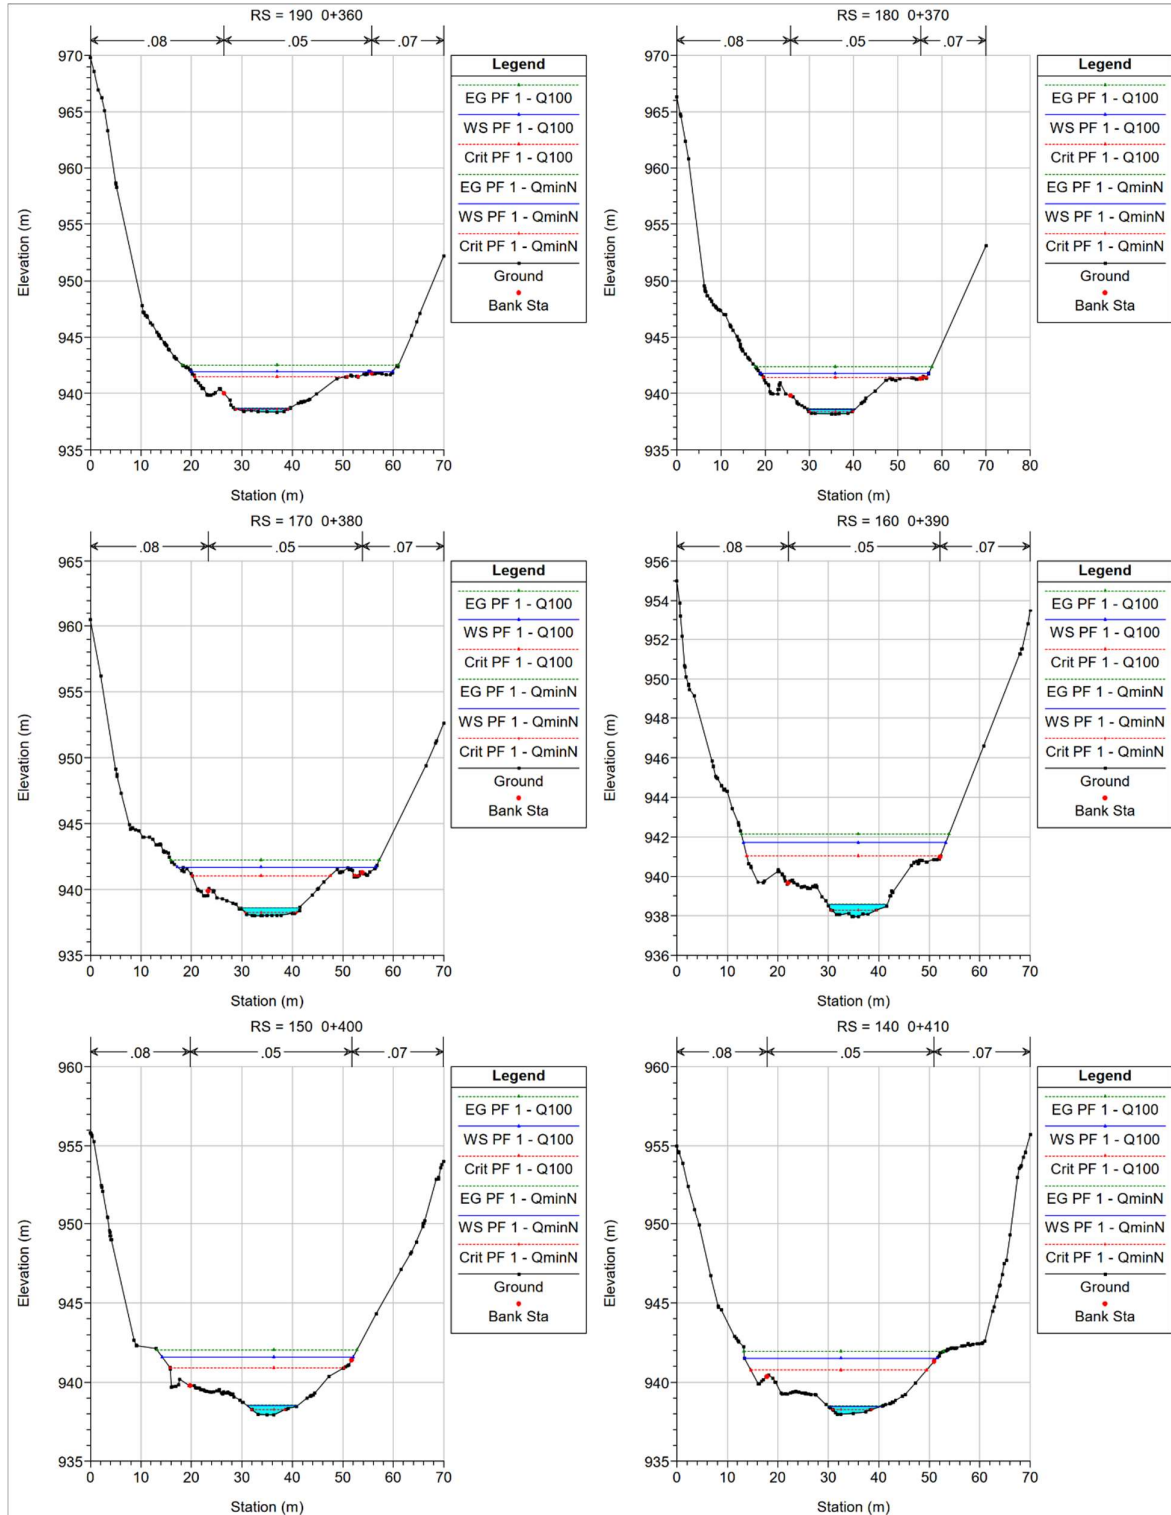 RS = 190 0+360
.08 .05 .07
970
965
960
955
950
945
940
935
0 10 20 30 40 50 60 70
Elevation (m)
Station (m)
Legend
EG PF 1 - Q100
WS PF 1 - Q100
Crit PF 1 - Q100
EG PF 1 - QminN
WS PF 1 - QminN
Crit PF 1 - QminN
Ground
Bank Sta
RS = 180 0+370
.08 .05 .07
970
965
960
955
950
945
940
935
0 10 20 30 40 50 60 70 80
Elevation (m)
Station (m)
Legend
EG PF 1 - Q100
WS PF 1 - Q100
Crit PF 1 - Q100
EG PF 1 - QminN
WS PF 1 - QminN
Crit PF 1 - QminN
Ground
Bank Sta
RS = 170 0+380
.08 .05 .07
965
960
955
950
945
940
935
0 10 20 30 40 50 60 70
Elevation (m)
Station (m)
Legend
EG PF 1 - Q100
WS PF 1 - Q100
Crit PF 1 - Q100
EG PF 1 - QminN
WS PF 1 - QminN
Crit PF 1 - QminN
Ground
Bank Sta
RS = 160 0+390
.08 .05 .07
956
954
952
950
948
946
944
942
940
938
936
0 10 20 30 40 50 60 70
Elevation (m)
Station (m)
Legend
EG PF 1 - Q100
WS PF 1 - Q100
Crit PF 1 - Q100
EG PF 1 - QminN
WS PF 1 - QminN
Crit PF 1 - QminN
Ground
Bank Sta
RS = 150 0+400
.08 .05 .07
960
955
950
945
940
935
0 10 20 30 40 50 60 70
Elevation (m)
Station (m)
Legend
EG PF 1 - Q100
WS PF 1 - Q100
Crit PF 1 - Q100
EG PF 1 - QminN
WS PF 1 - QminN
Crit PF 1 - QminN
Ground
Bank Sta
RS = 140 0+410
.08 .05 .07
960
955
950
945
940
935
0 10 20 30 40 50 60 70
Elevation (m)
Station (m)
Legend
EG PF 1 - Q100
WS PF 1 - Q100
Crit PF 1 - Q100
EG PF 1 - QminN
WS PF 1 - QminN
Crit PF 1 - QminN
Ground
Bank Sta